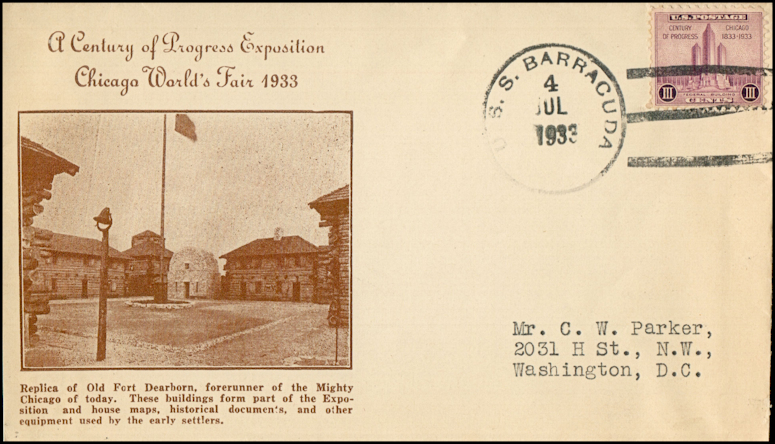 A Century of Progress Exposition
Chicago World's Fair 1933
U. S. S. BARRACUDA
4
JUL
1933
U.S. POSTAGE
CENTURY OF PROGRESS
CHICAGO 1833-1933
FEDERAL BUILDING
III CENTS III
Mr. C. W. Parker,
2031 H St., N.W.,
Washington, D.C.
Replica of Old Fort Dearborn, forerunner of the Mighty
Chicago of today. These buildings form part of the Expo-
sition and house maps, historical documents, and other
equipment used by the early settlers.